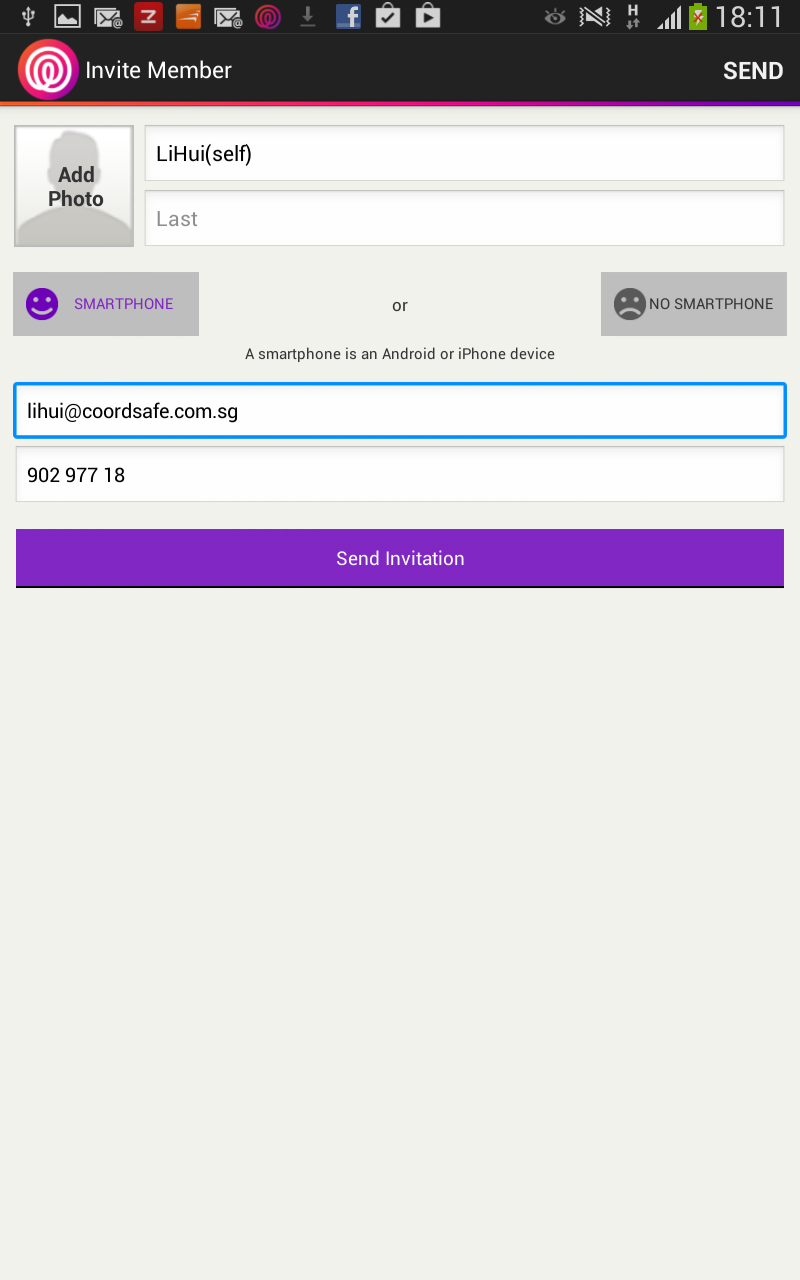 H 18:11
Invite Member SEND
Add
Photo
LiHui(self)
Last
SMARTPHONE or NO SMARTPHONE
A smartphone is an Android or iPhone device
lihui@coordsafe.com.sg
902 977 18
Send Invitation